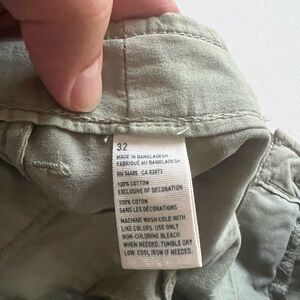 32
MADE IN BANGLADESH
FABRIQUÉ AU BANGLADESH
RN 54485 CA 03873
100% COTTON
EXCLUSIVE OF DECORATION
100% COTON
SANS LES DÉCORATIONS
MACHINE WASH COLD WITH
LIKE COLORS. USE ONLY
NON-CHLORINE BLEACH
WHEN NEEDED. TUMBLE DRY
LOW. COOL IRON IF NEEDED.